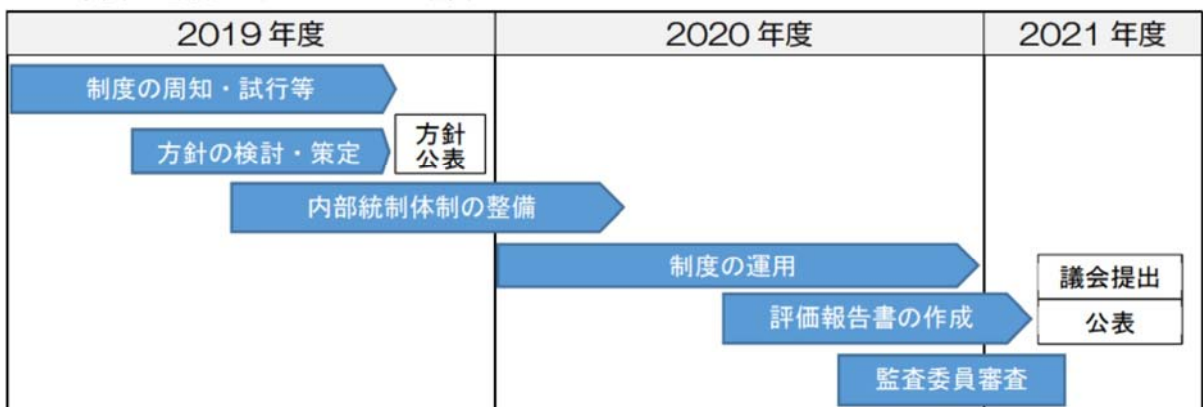 2019年度
2020年度
2021年度
制度の周知・試行等
方針の検討・策定
方針
公表
内部統制体制の整備
制度の運用
議会提出
評価報告書の作成
公表
監査委員審査